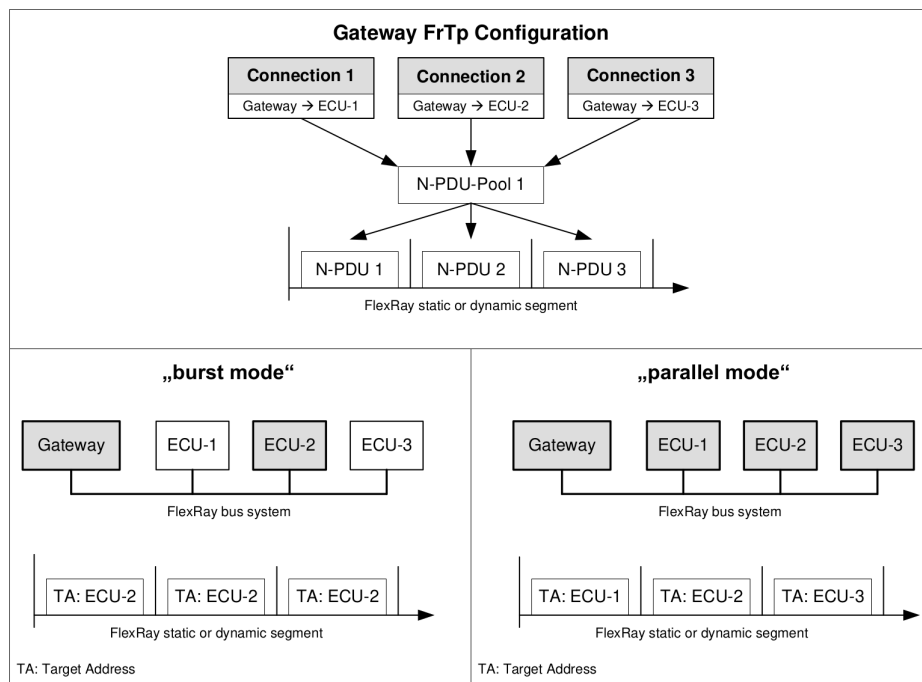 Gateway FrTp Configuration
Connection 1
Gateway → ECU-1
Connection 2
Gateway → ECU-2
Connection 3
Gateway → ECU-3
N-PDU-Pool 1
N-PDU 1
N-PDU 2
N-PDU 3
FlexRay static or dynamic segment
„burst mode“
Gateway
ECU-1
ECU-2
ECU-3
FlexRay bus system
TA: ECU-2
TA: ECU-2
TA: ECU-2
FlexRay static or dynamic segment
TA: Target Address
„parallel mode“
Gateway
ECU-1
ECU-2
ECU-3
FlexRay bus system
TA: ECU-1
TA: ECU-2
TA: ECU-3
FlexRay static or dynamic segment
TA: Target Address